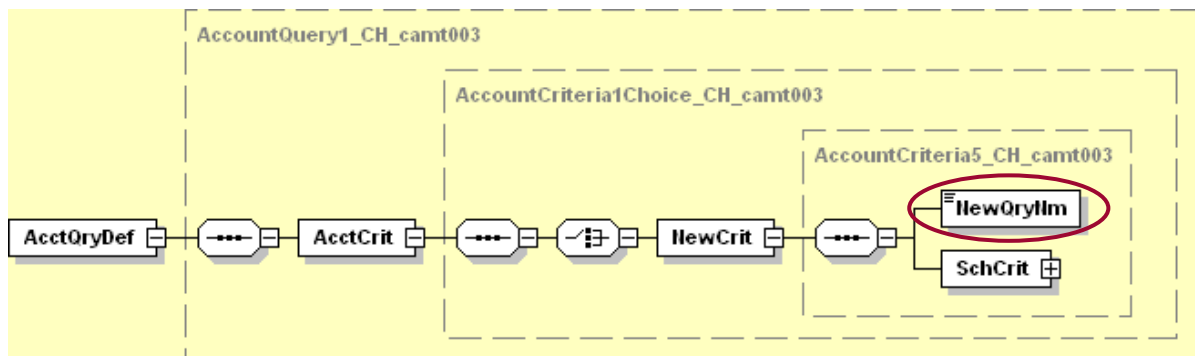 AccountQuery1_CH_camt003
AccountCriteria1Choice_CH_camt003
AccountCriteria5_CH_camt003
NewQryNm
AcctQryDef
AcctCrit
NewCrit
SchCrit